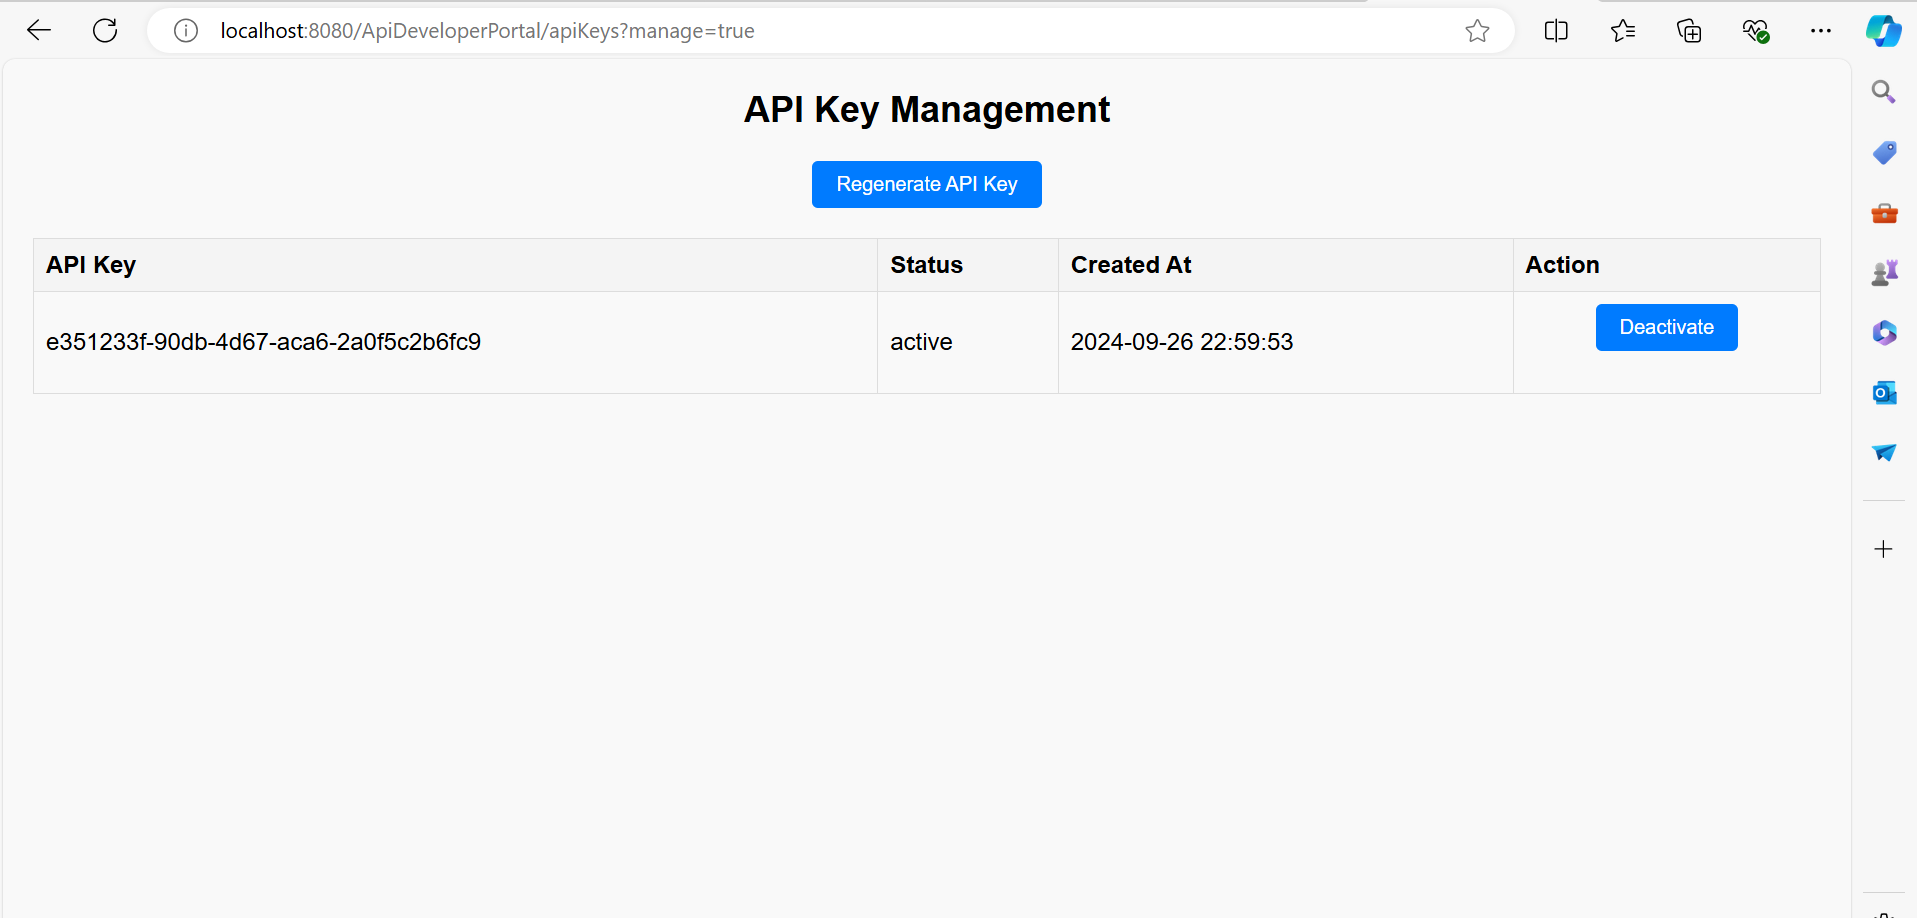 localhost:8080/ApiDeveloperPortal/apiKeys?manage=true
API Key Management
Regenerate API Key
API Key Status Created At Action
e351233f-90db-4d67-aca6-2a0f5c2b6fc9 active 2024-09-26 22:59:53 Deactivate